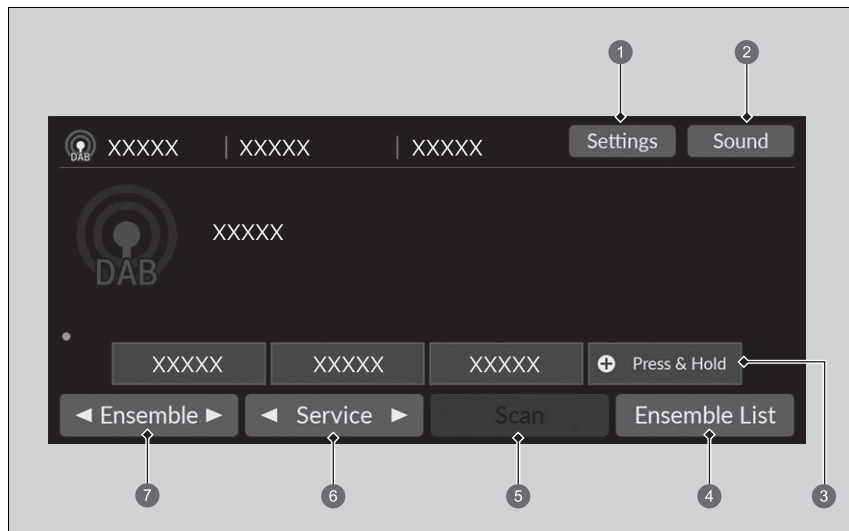 1 2
DAB XXXXX | XXXXX | XXXXX Settings Sound
DAB XXXXX
XXXXX XXXXX XXXXX Press & Hold
◄ Ensemble ► ◄ Service ► Scan Ensemble List
7 6 5 4 3